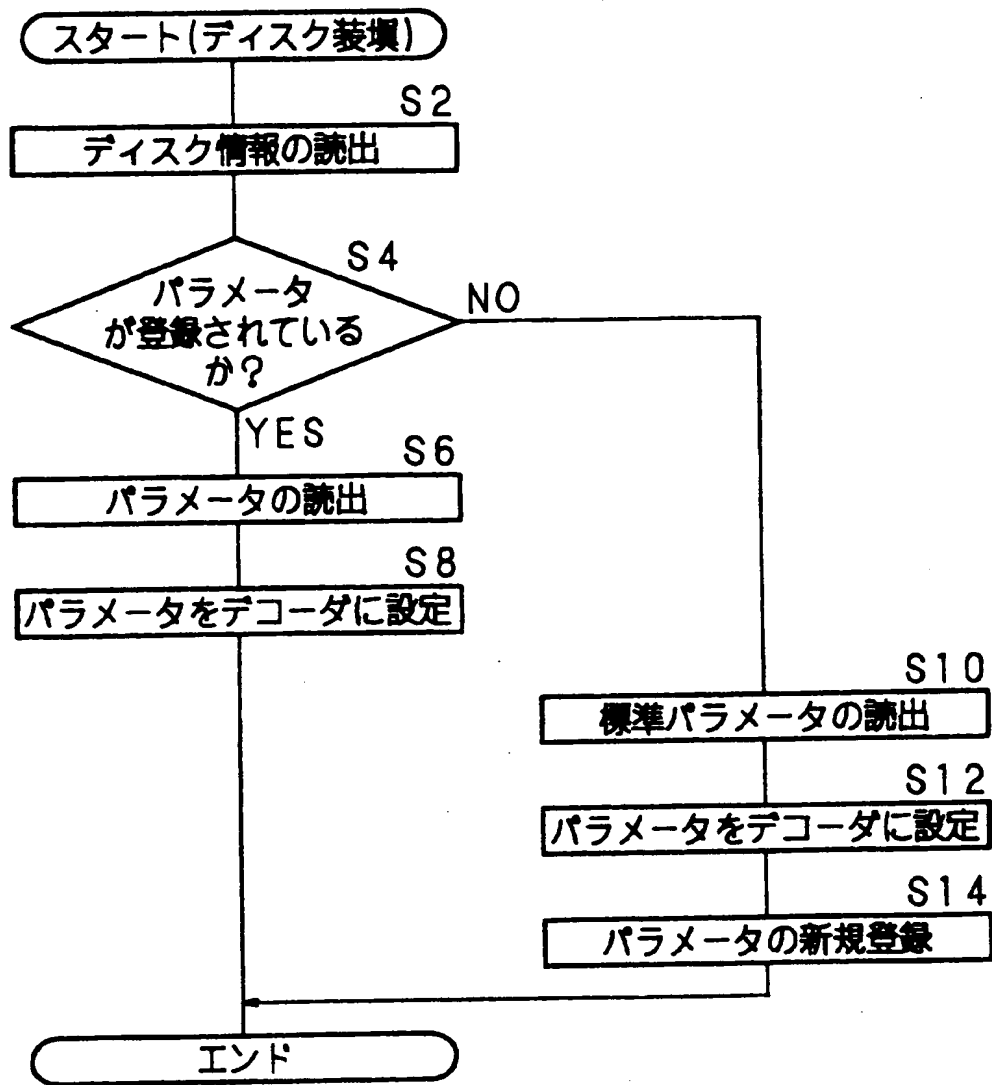 スタート(ディスク装填)
S2
ディスク情報の読出
S4
パラメータ
が登録されている
か?
NO
YES
S6
パラメータの読出
S8
パラメータをデコーダに設定
S10
標準パラメータの読出
S12
パラメータをデコーダに設定
S14
パラメータの新規登録
エンド